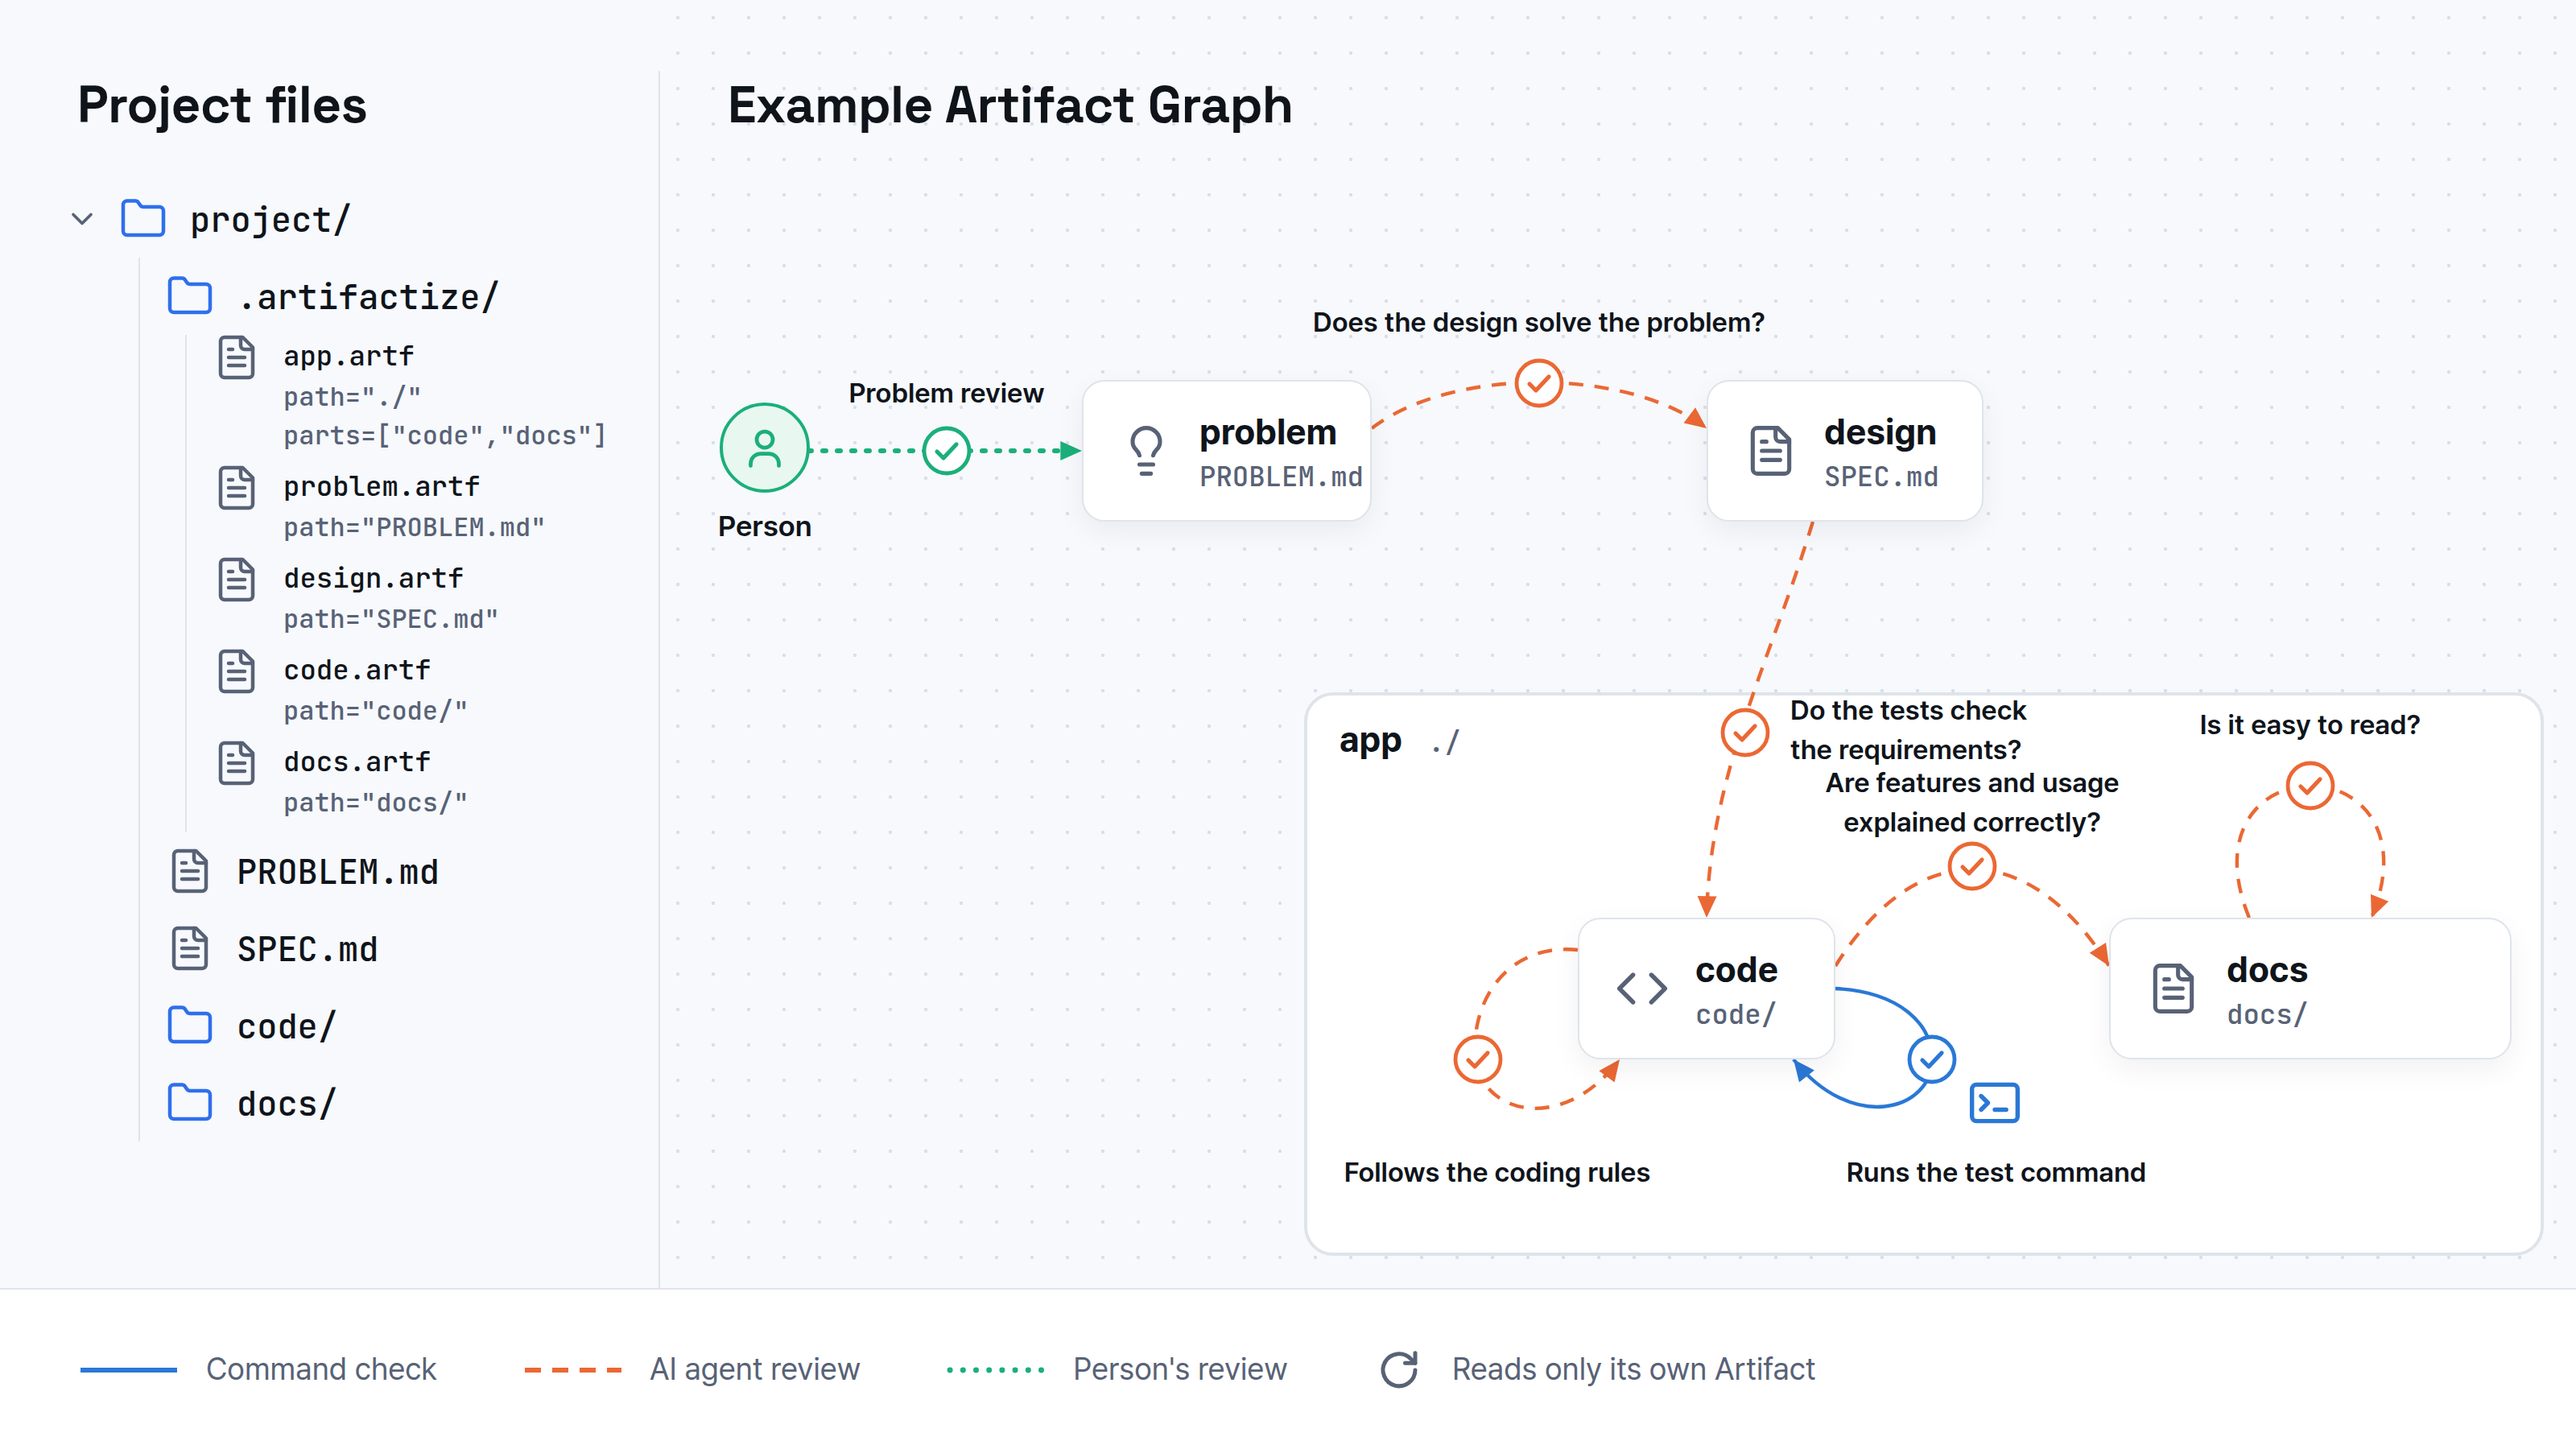 Project files
project/
.artifactize/
app.artf
path="./"
parts=["code","docs"]
problem.artf
path="PROBLEM.md"
design.artf
path="SPEC.md"
code.artf
path="code/"
docs.artf
path="docs/"
PROBLEM.md
SPEC.md
code/
docs/
Example Artifact Graph
Does the design solve the problem?
Problem review
Person
problem
PROBLEM.md
design
SPEC.md
app ./
Do the tests check
the requirements?
Is it easy to read?
Are features and usage
explained correctly?
code
code/
docs
docs/
Follows the coding rules
Runs the test command
Command check
AI agent review
Person's review
Reads only its own Artifact